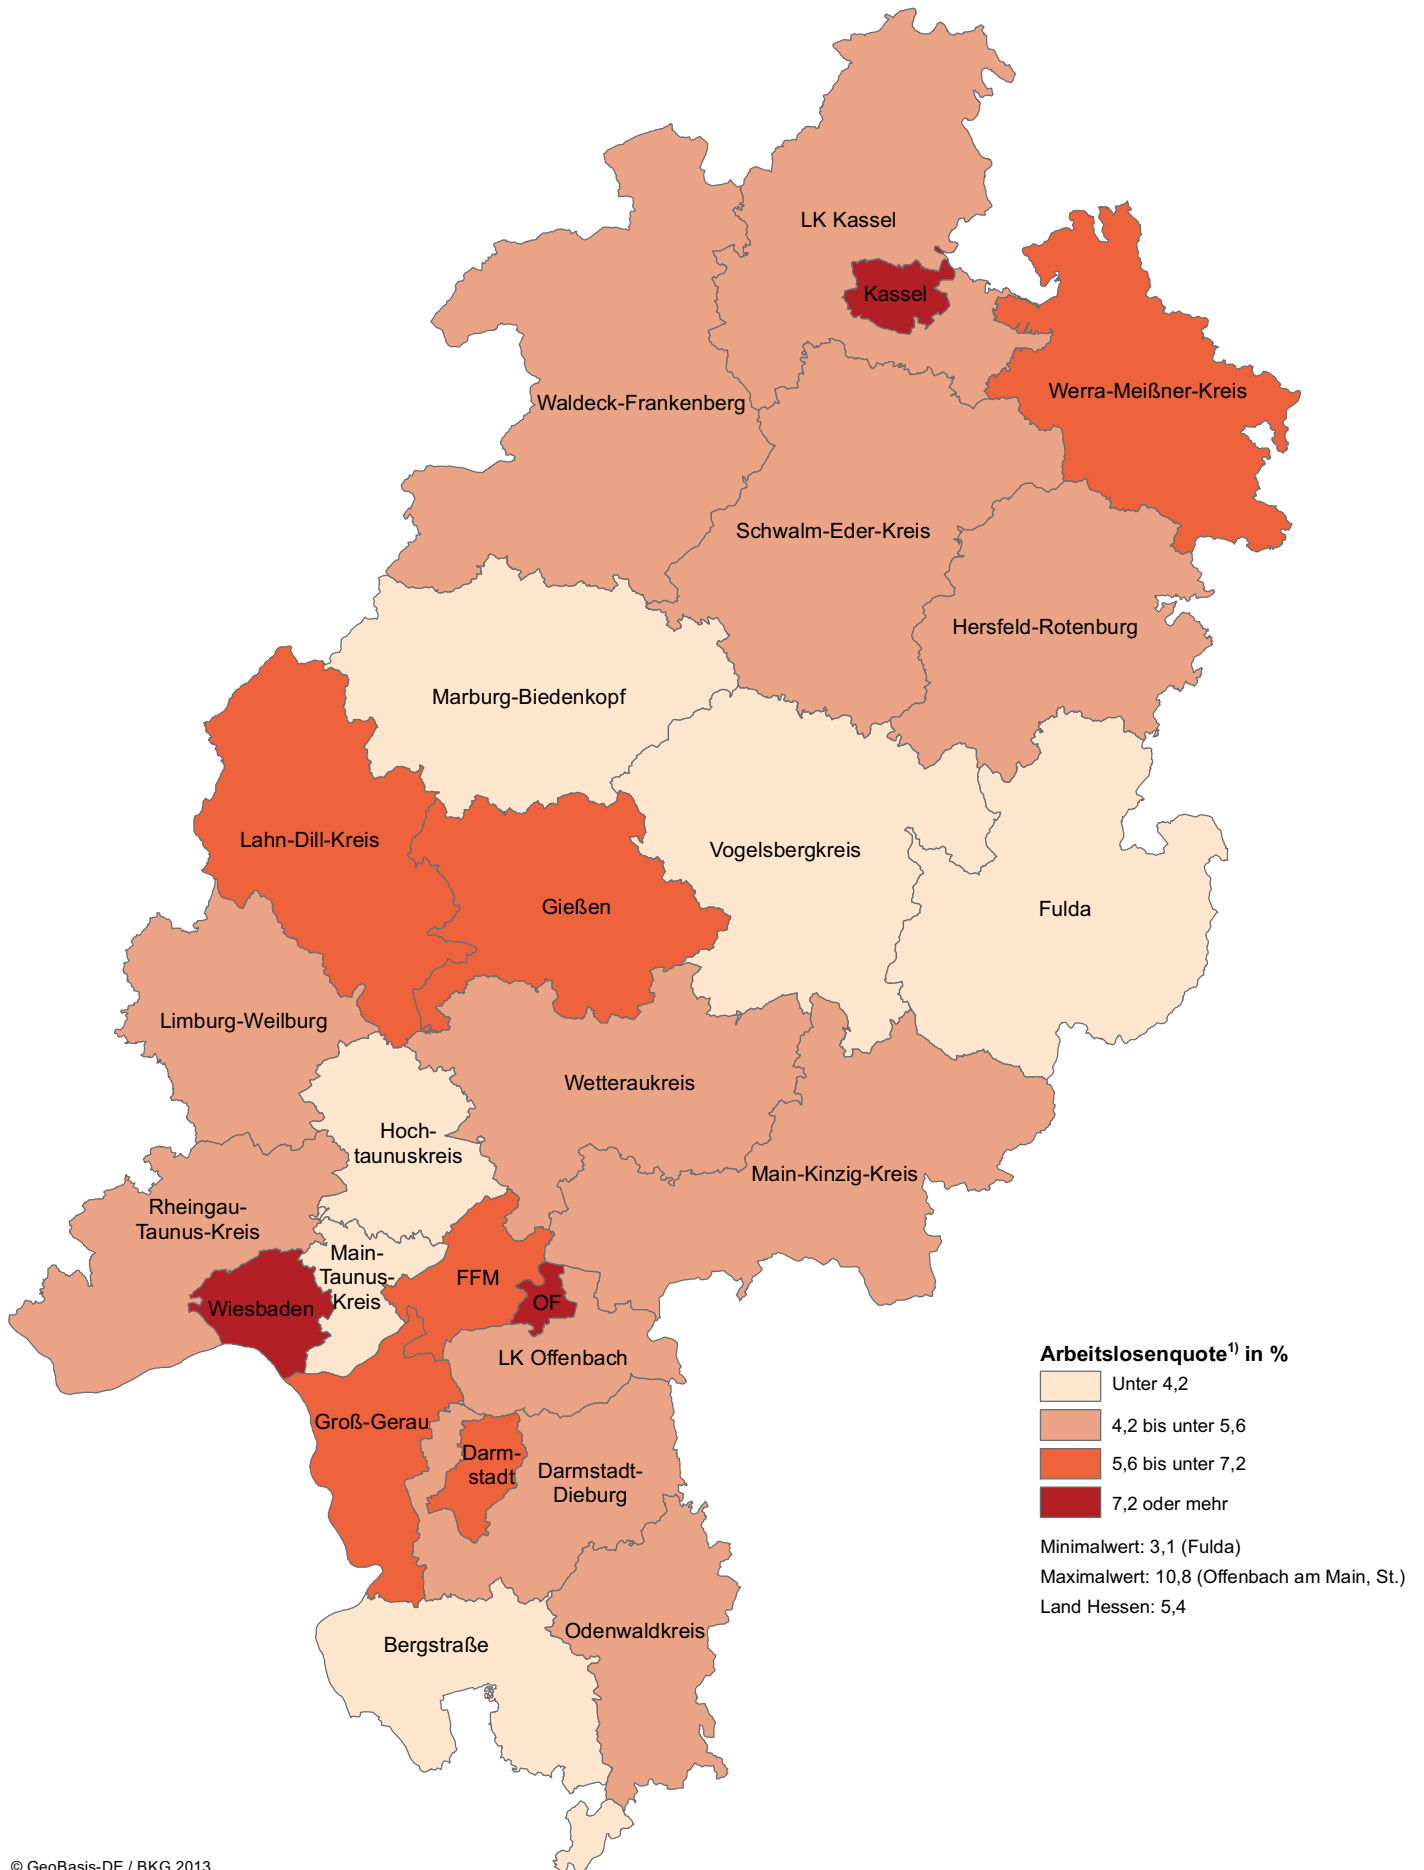 LK Kassel
Kassel
Werra-Meißner-Kreis
Waldeck-Frankenberg
Schwalm-Eder-Kreis
Hersfeld-Rotenburg
Marburg-Biedenkopf
Lahn-Dill-Kreis
Vogelsbergkreis
Gießen
Fulda
Limburg-Weilburg
Wetteraukreis
Hoch-
taunuskreis
Main-Kinzig-Kreis
Rheingau-
Taunus-Kreis
Main-
Taunus-
Kreis
FFM
OF
Wiesbaden
LK Offenbach
Groß-Gerau
Darm-
stadt
Darmstadt-
Dieburg
Odenwaldkreis
Bergstraße
Arbeitslosenquote¹⁾ in %
Unter 4,2
4,2 bis unter 5,6
5,6 bis unter 7,2
7,2 oder mehr
Minimalwert: 3,1 (Fulda)
Maximalwert: 10,8 (Offenbach am Main, St.)
Land Hessen: 5,4
© GeoBasis-DE / BKG 2013